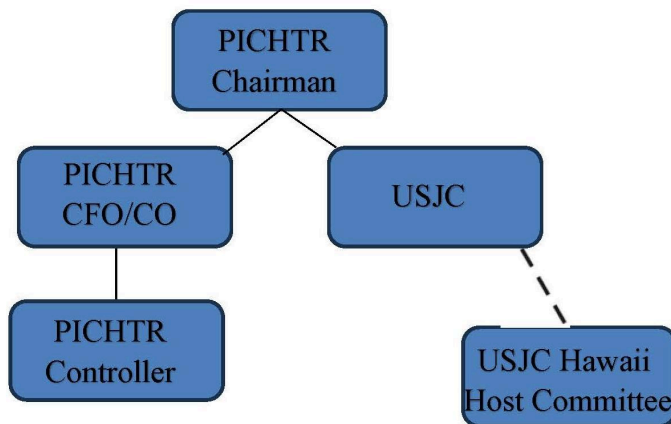 PICHTR
Chairman
PICHTR
CFO/CO
USJC
PICHTR
Controller
USJC Hawaii
Host Committee